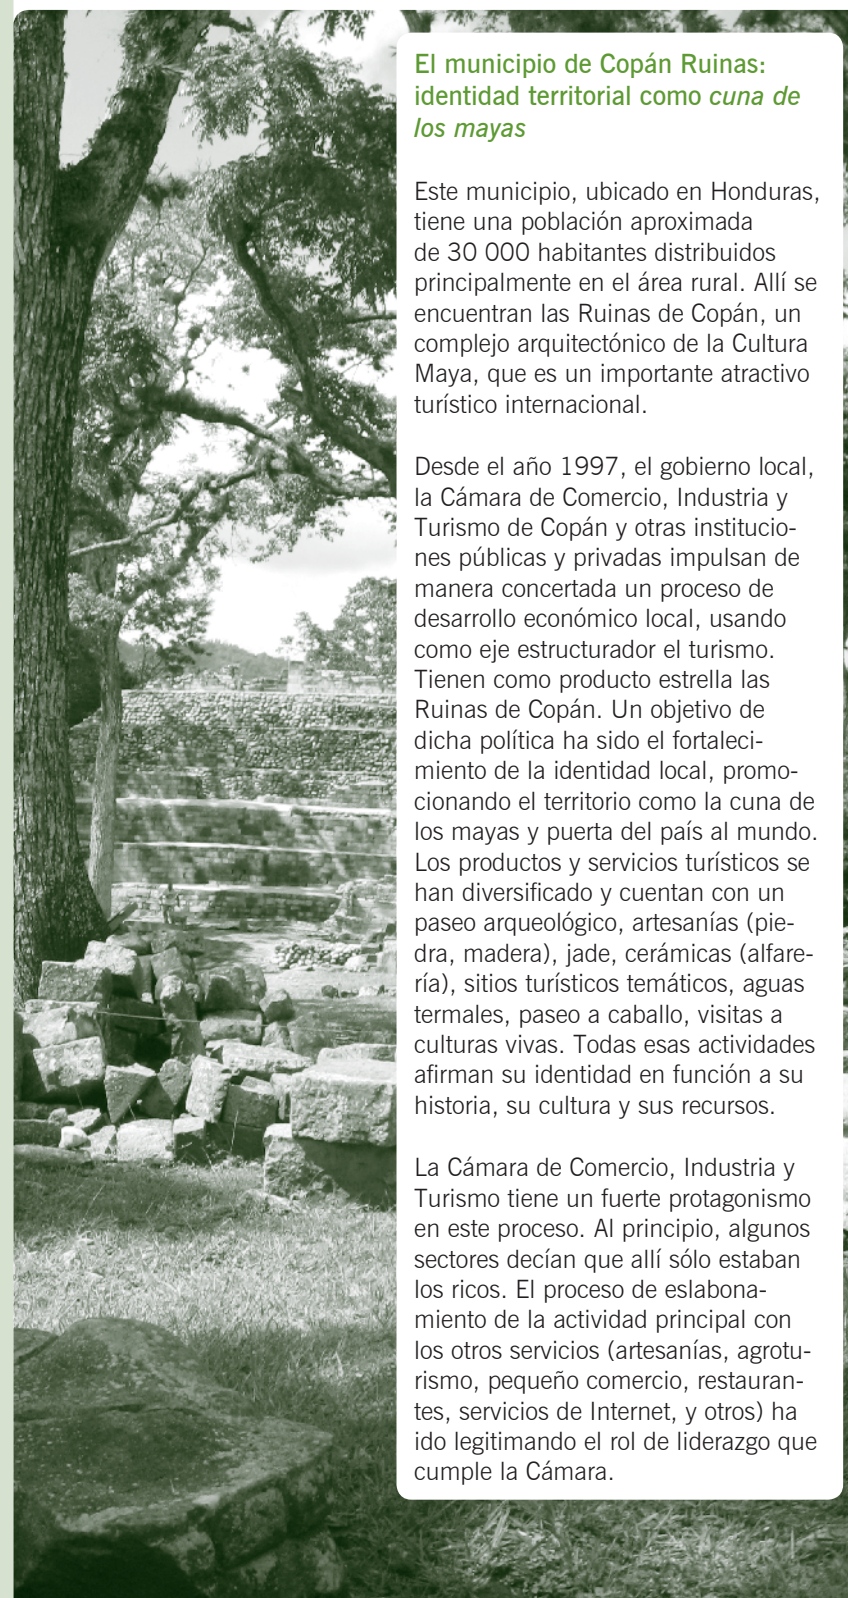 El municipio de Copán Ruinas:
identidad territorial como cuna de
los mayas
Este municipio, ubicado en Honduras,
tiene una población aproximada
de 30 000 habitantes distribuidos
principalmente en el área rural. Allí se
encuentran las Ruinas de Copán, un
complejo arquitectónico de la Cultura
Maya, que es un importante atractivo
turístico internacional.
Desde el año 1997, el gobierno local,
la Cámara de Comercio, Industria y
Turismo de Copán y otras institucio-
nes públicas y privadas impulsan de
manera concertada un proceso de
desarrollo económico local, usando
como eje estructurador el turismo.
Tienen como producto estrella las
Ruinas de Copán. Un objetivo de
dicha política ha sido el fortaleci-
miento de la identidad local, promo-
cionando el territorio como la cuna de
los mayas y puerta del país al mundo.
Los productos y servicios turísticos se
han diversificado y cuentan con un
paseo arqueológico, artesanías (pie-
dra, madera), jade, cerámicas (alfare-
ría), sitios turísticos temáticos, aguas
termales, paseo a caballo, visitas a
culturas vivas. Todas esas actividades
afirman su identidad en función a su
historia, su cultura y sus recursos.
La Cámara de Comercio, Industria y
Turismo tiene un fuerte protagonismo
en este proceso. Al principio, algunos
sectores decían que allí sólo estaban
los ricos. El proceso de eslabona-
miento de la actividad principal con
los otros servicios (artesanías, agrotu-
rismo, pequeño comercio, restauran-
tes, servicios de Internet, y otros) ha
ido legitimando el rol de liderazgo que
cumple la Cámara.